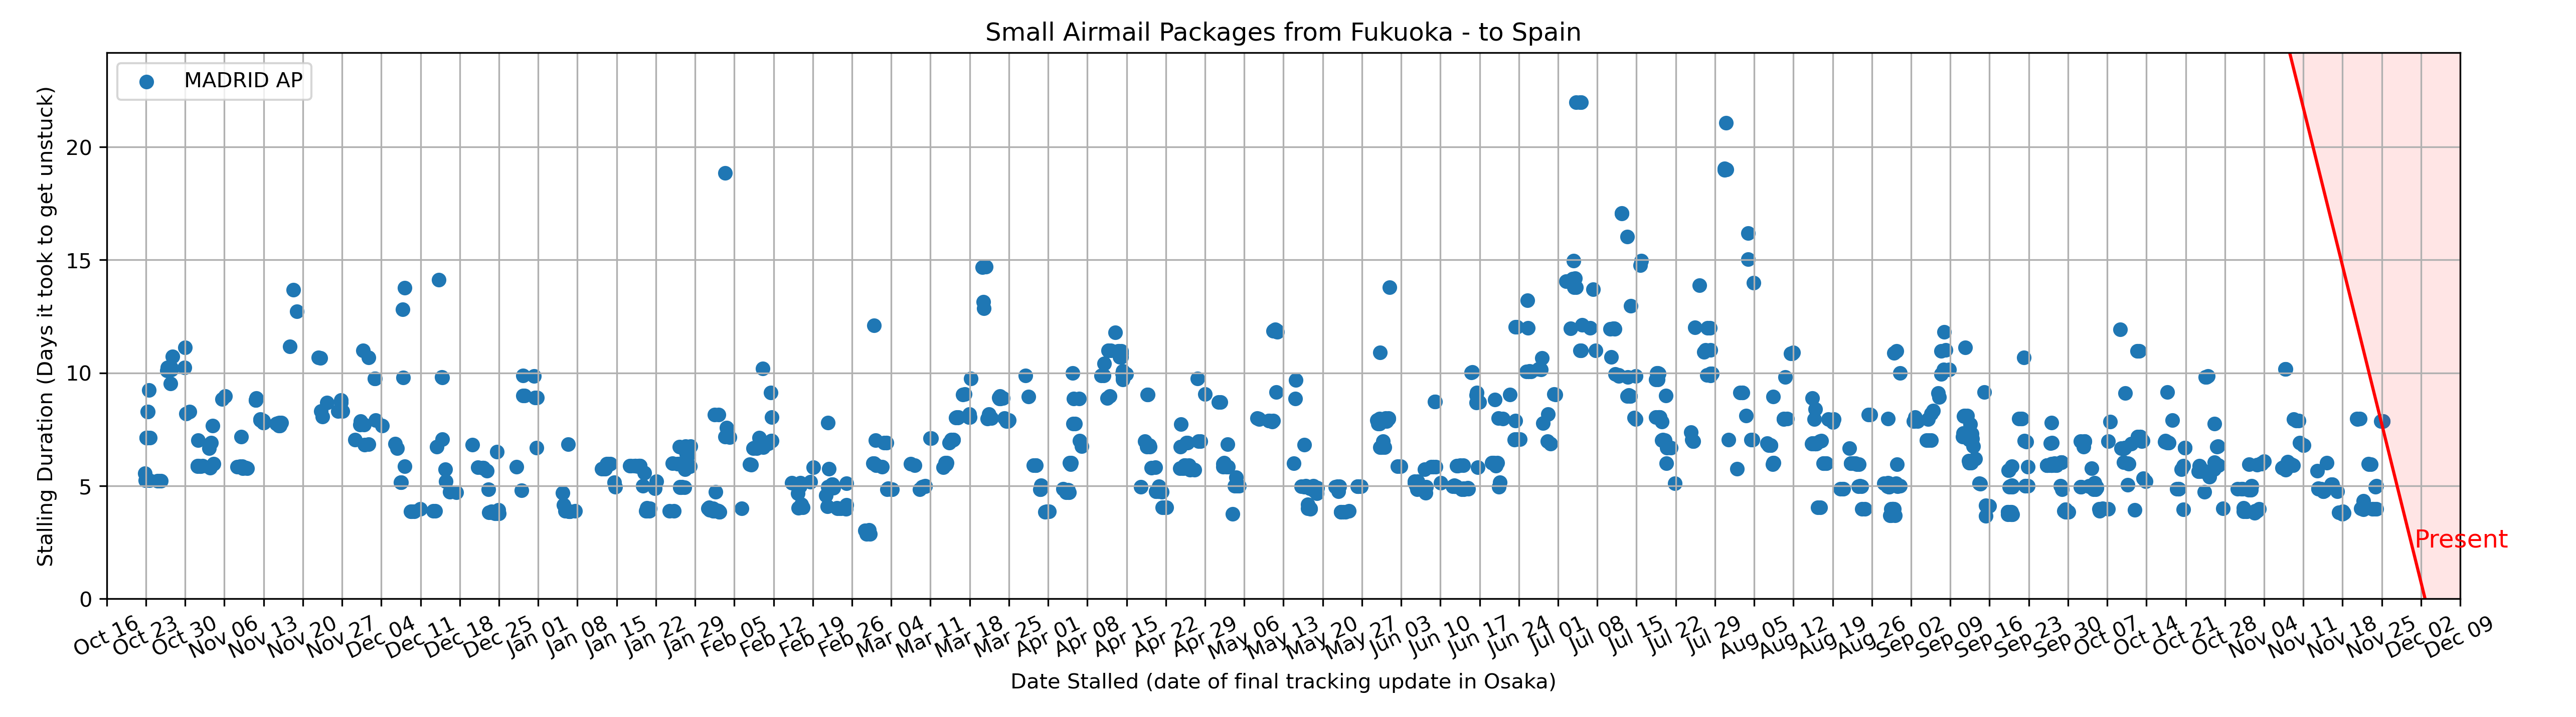 Small Airmail Packages from Fukuoka - to Spain
MADRID AP
Stalling Duration (Days it took to get unstuck)
20
15
10
5
0
Present
Oct 16
Oct 23
Oct 30
Nov 06
Nov 13
Nov 20
Nov 27
Dec 04
Dec 11
Dec 18
Dec 25
Jan 01
Jan 08
Jan 15
Jan 22
Jan 29
Feb 05
Feb 12
Feb 19
Feb 26
Mar 04
Mar 11
Mar 18
Mar 25
Apr 01
Apr 08
Apr 15
Apr 22
Apr 29
May 06
May 13
May 20
May 27
Jun 03
Jun 10
Jun 17
Jun 24
Jul 01
Jul 08
Jul 15
Jul 22
Jul 29
Aug 05
Aug 12
Aug 19
Aug 26
Sep 02
Sep 09
Sep 16
Sep 23
Sep 30
Oct 07
Oct 14
Oct 21
Oct 28
Nov 04
Nov 11
Nov 18
Nov 25
Dec 02
Dec 09
Date Stalled (date of final tracking update in Osaka)